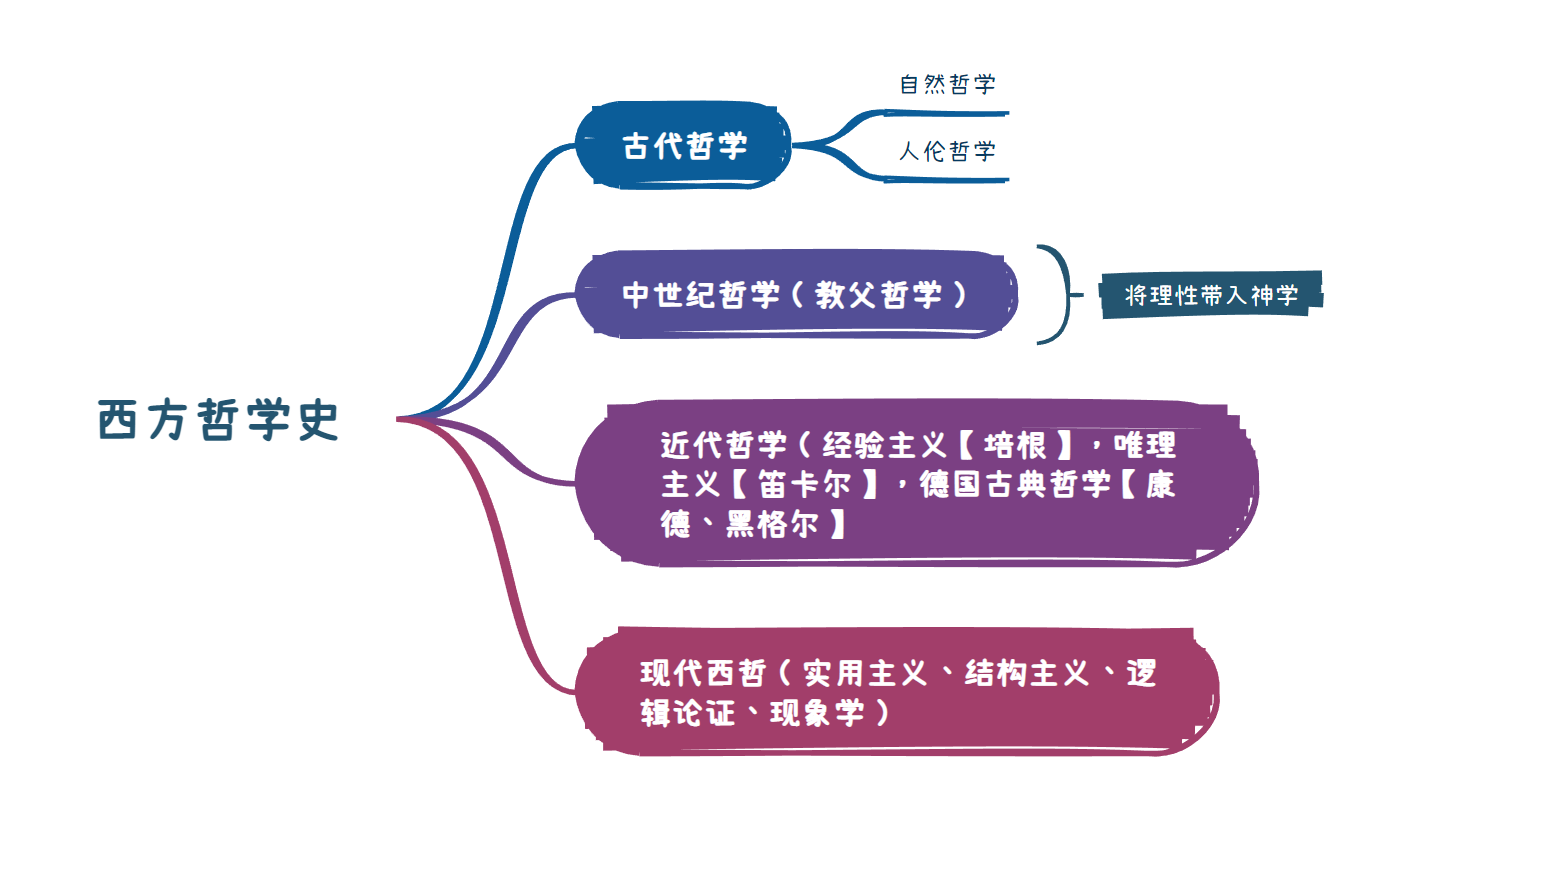 西方哲学史
古代哲学
自然哲学
人伦哲学
中世纪哲学（教父哲学）
将理性带入神学
近代哲学（经验主义【培根】，唯理
主义【笛卡尔】，德国古典哲学【康
德、黑格尔】
现代西哲（实用主义、结构主义、逻
辑论证、现象学）